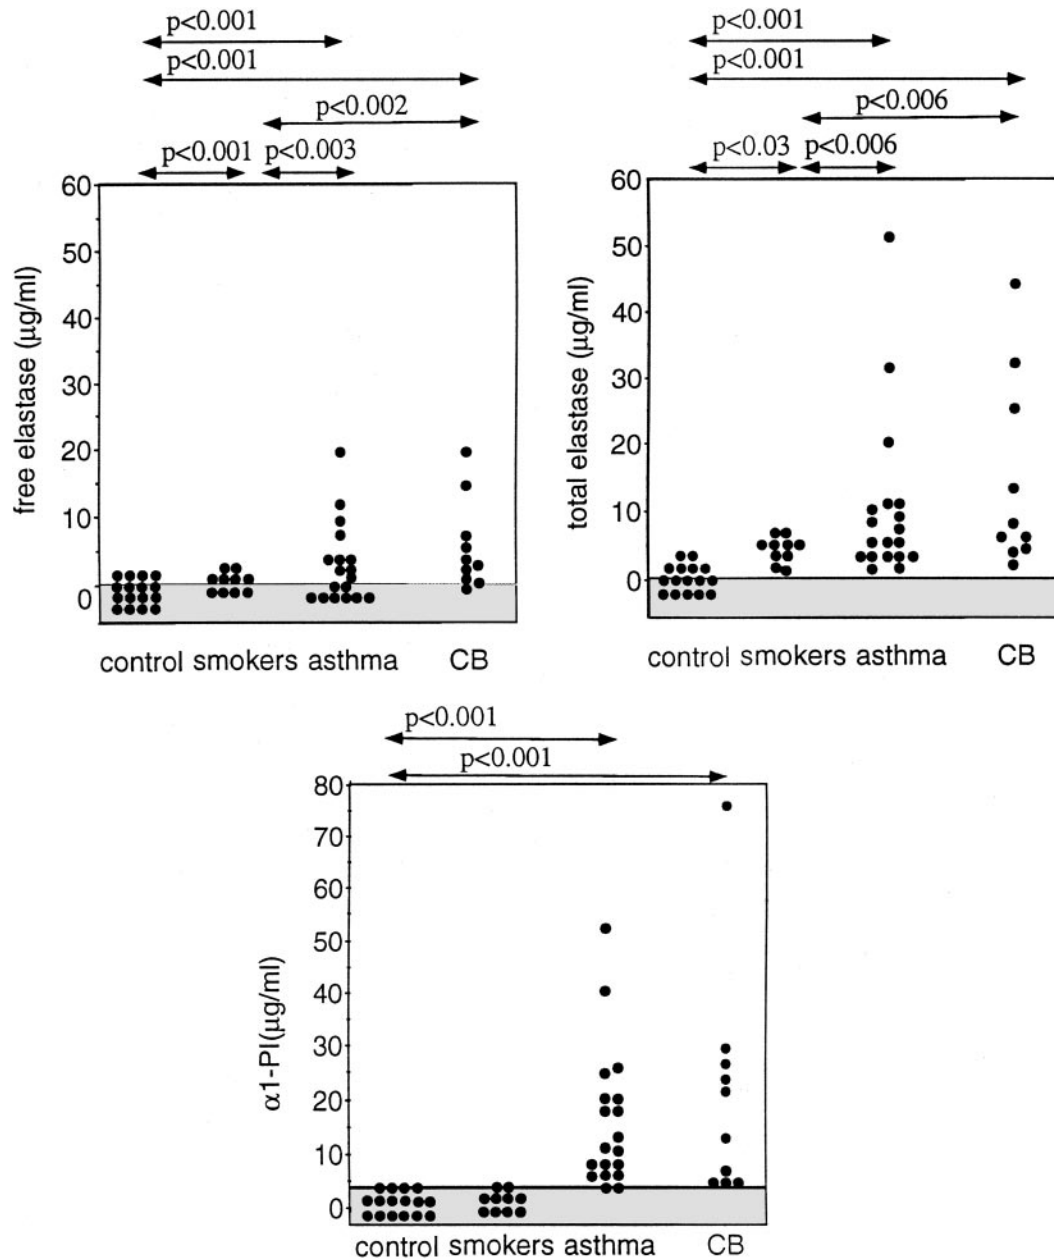 p<0.001
p<0.001
p<0.002
p<0.001 p<0.003
60
50
40
30
20
10
0
free elastase (µg/ml)
control smokers asthma CB
p<0.001
p<0.001
p<0.006
p<0.03 p<0.006
60
50
40
30
20
10
0
total elastase (µg/ml)
control smokers asthma CB
p<0.001
p<0.001
80
70
60
50
40
30
20
10
0
α1-PI(µg/ml)
control smokers asthma CB